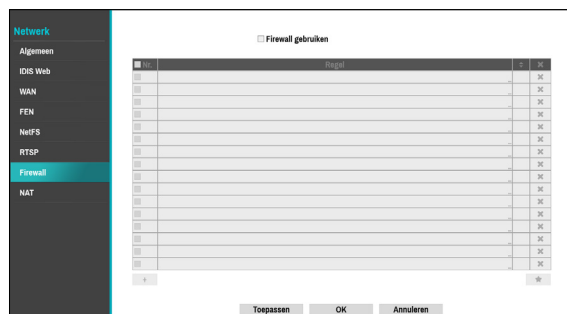 Netwerk
Algemeen
IDIS Web
WAN
FEN
NetFS
RTSP
Firewall
NAT
Firewall gebruiken
Nr. Regel
Toepassen OK Annuleren